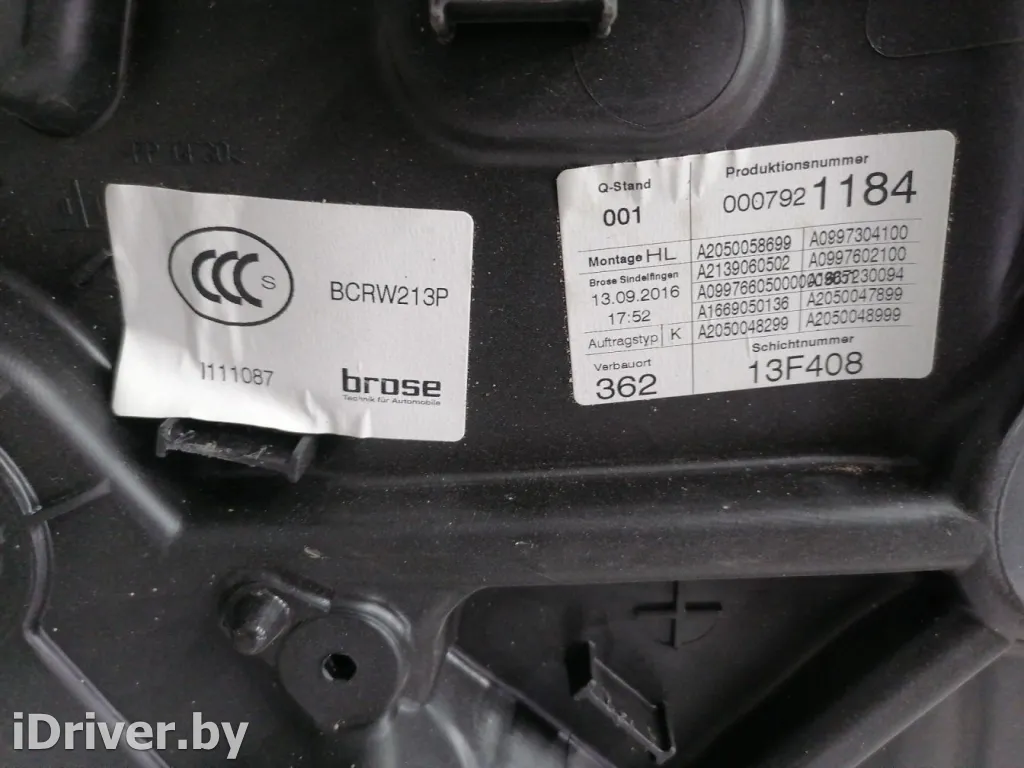 CCC S
BCRW213P
I111087
brose
Technik für Automobile
Q-Stand
001
Produktionsnummer
000792 1184
Montage HL
Brose Sindelfingen
13.09.2016
17:52
Auftragstyp K
Verbauort
362
A2050058699 A0997304100
A2139060502 A0997602100
A1669050136 A2050047899
A2050048299 A2050048999
Schichtnummer
13F408
iDriver.by